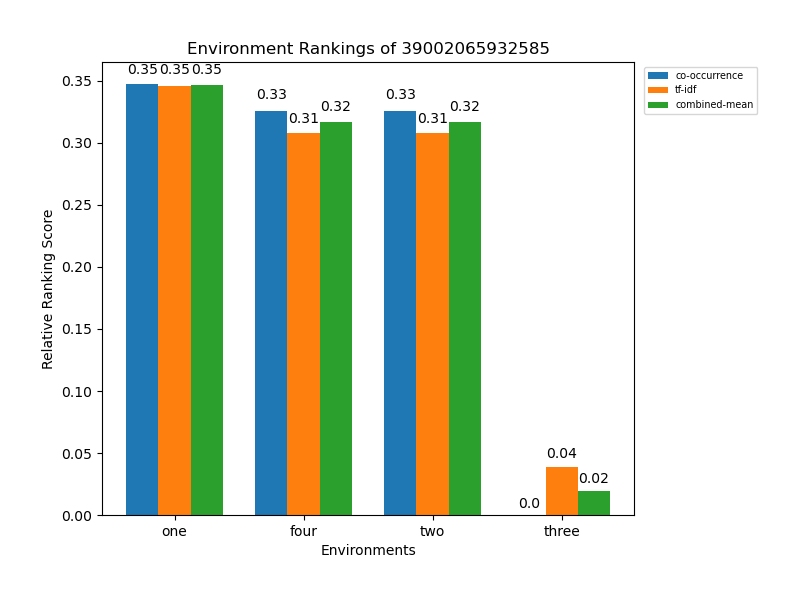 Environment Rankings of 39002065932585
co-occurrence
tf-idf
combined-mean
0.35 0.35 0.35
0.33 0.31 0.32
0.33 0.31 0.32
0.0 0.04 0.02
Relative Ranking Score
0.35
0.30
0.25
0.20
0.15
0.10
0.05
0.00
one four two three
Environments